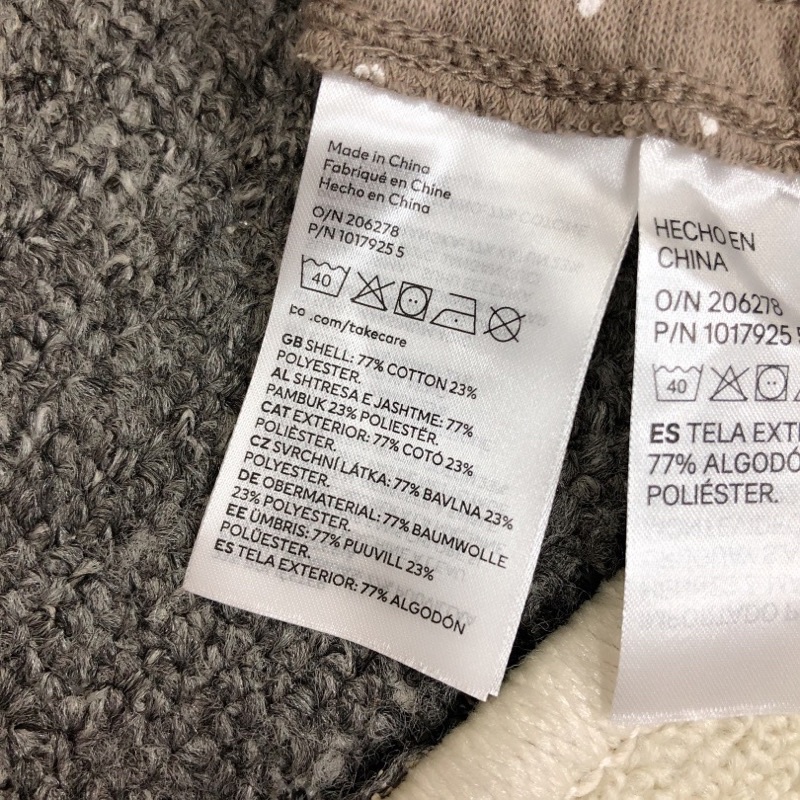 Made in China
Fabriqué en Chine
Hecho en China
O/N 206278
P/N 1017925 5
40
.com/takecare
GB SHELL: 77% COTTON 23%
POLYESTER.
AL SHTRESA E JASHTME: 77%
PAMBUK 23% POLIESTËR.
CAT EXTERIOR: 77% COTÓ 23%
POLIÈSTER.
CZ SVRCHNÍ LÁTKA: 77% BAVLNA 23%
POLYESTER.
DE OBERMATERIAL: 77% BAUMWOLLE
23% POLYESTER.
EE ÜMBRIS: 77% PUUVILL 23%
POLÜESTER.
ES TELA EXTERIOR: 77% ALGODÓN
HECHO EN
CHINA
O/N 206278
P/N 1017925
40
ES TELA EXT
77% ALGODÓ
POLIÉSTER.